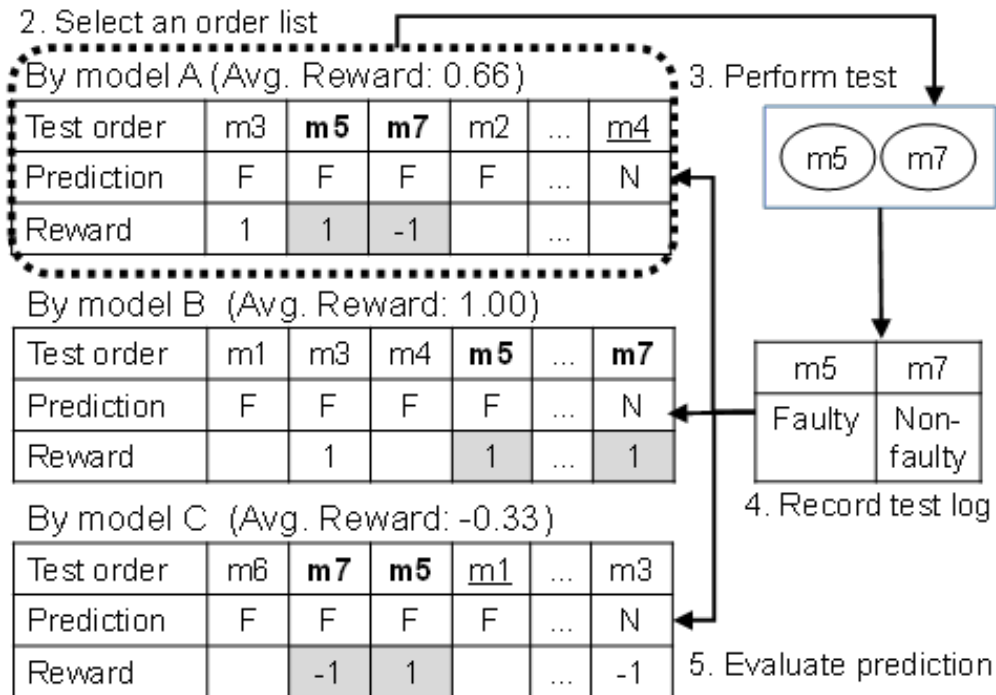 2. Select an order list
By model A (Avg. Reward: 0.66)
Test order m3 m5 m7 m2 ... m4
Prediction F F F F ... N
Reward 1 1 -1 ...
3. Perform test
m5 m7
By model B (Avg. Reward: 1.00)
Test order m1 m3 m4 m5 ... m7
Prediction F F F F ... N
Reward 1 1 ... 1
m5 m7
Faulty Non-
faulty
4. Record test log
By model C (Avg. Reward: -0.33)
Test order m6 m7 m5 m1 ... m3
Prediction F F F F ... N
Reward -1 1 ... -1
5. Evaluate prediction